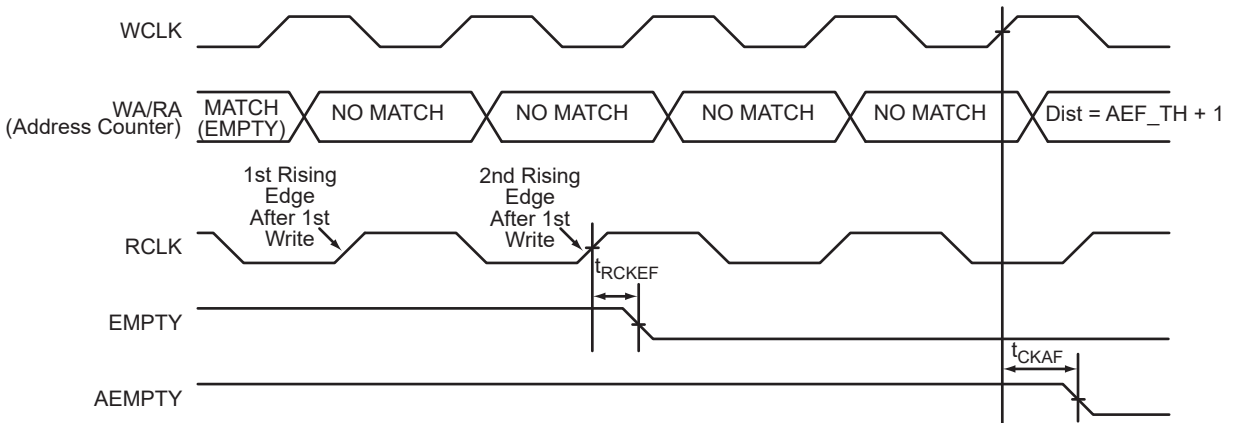 WCLK
WA/RA
(Address Counter)
MATCH
(EMPTY)
NO MATCH
NO MATCH
NO MATCH
NO MATCH
Dist = AEF_TH + 1
1st Rising
Edge
After 1st
Write
2nd Rising
Edge
After 1st
Write
RCLK
tRCKEF
EMPTY
tCKAF
AEMPTY